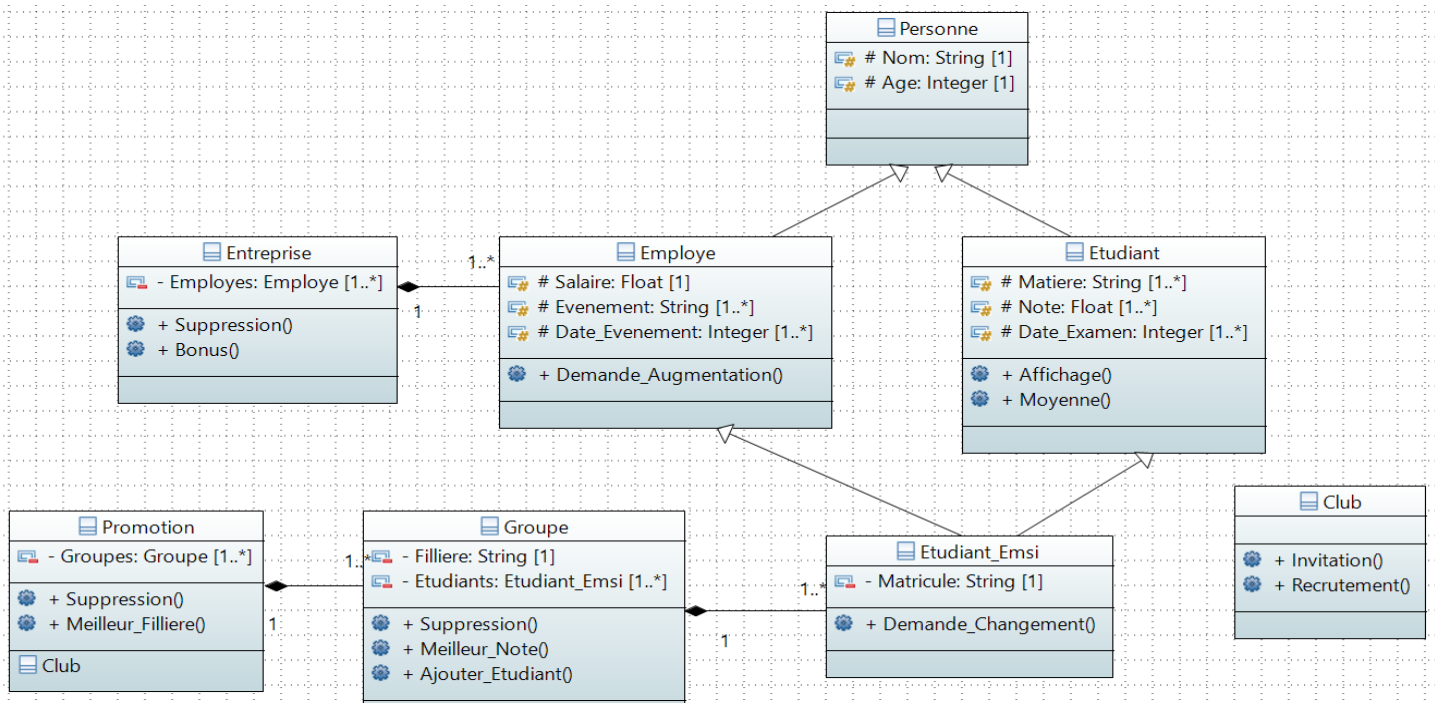 Personne
# Nom: String [1]
# Age: Integer [1]
Entreprise
- Employes: Employe [1..*]
+ Suppression()
+ Bonus()
1..*
1
Employe
# Salaire: Float [1]
# Evenement: String [1..*]
# Date_Evenement: Integer [1..*]
+ Demande_Augmentation()
Etudiant
# Matiere: String [1..*]
# Note: Float [1..*]
# Date_Examen: Integer [1..*]
+ Affichage()
+ Moyenne()
Promotion
- Groupes: Groupe [1..*]
+ Suppression()
+ Meilleur_Filliere()
Club
1..*
1
Groupe
- Filliere: String [1]
- Etudiants: Etudiant_Emsi [1..*]
+ Suppression()
+ Meilleur_Note()
+ Ajouter_Etudiant()
1..*
1
Etudiant_Emsi
- Matricule: String [1]
+ Demande_Changement()
Club
+ Invitation()
+ Recrutement()